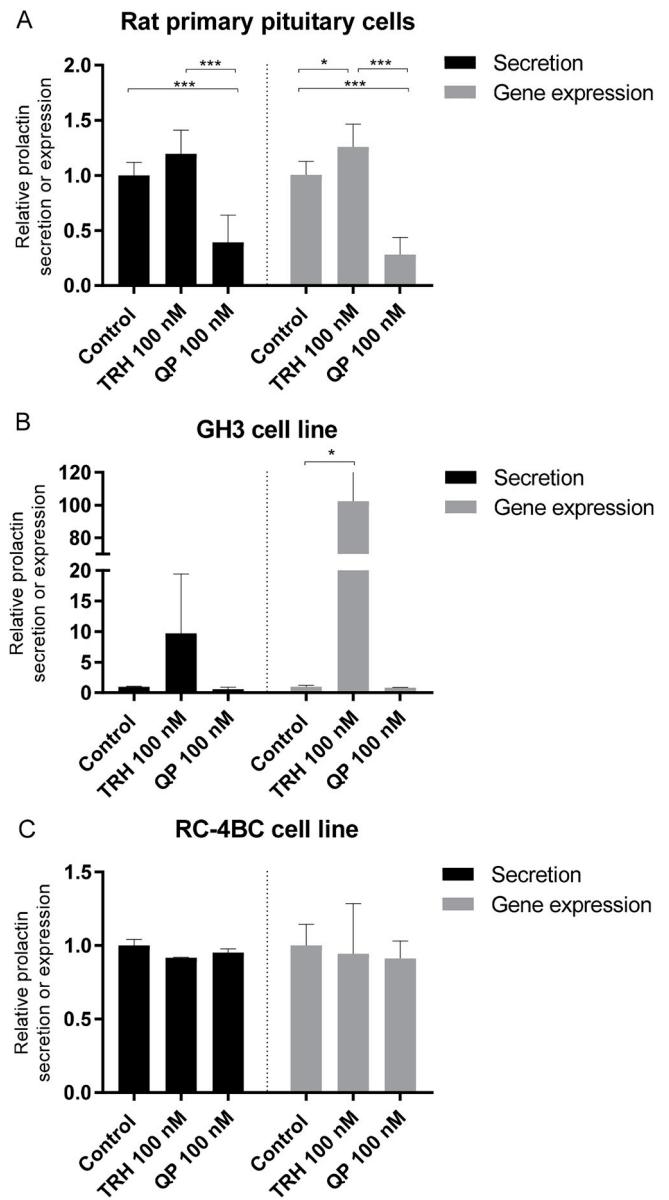 A
Rat primary pituitary cells
Relative prolactin
secretion or expression
2.0
1.5
1.0
0.5
0.0
***
***
*
***
***
Control
TRH 100 nM
QP 100 nM
Control
TRH 100 nM
QP 100 nM
Secretion
Gene expression
B
GH3 cell line
Relative prolactin
secretion or expression
120
100
80
20
15
10
5
0
*
Control
TRH 100 nM
QP 100 nM
Control
TRH 100 nM
QP 100 nM
Secretion
Gene expression
C
RC-4BC cell line
Relative prolactin
secretion or expression
1.5
1.0
0.5
0.0
Control
TRH 100 nM
QP 100 nM
Control
TRH 100 nM
QP 100 nM
Secretion
Gene expression